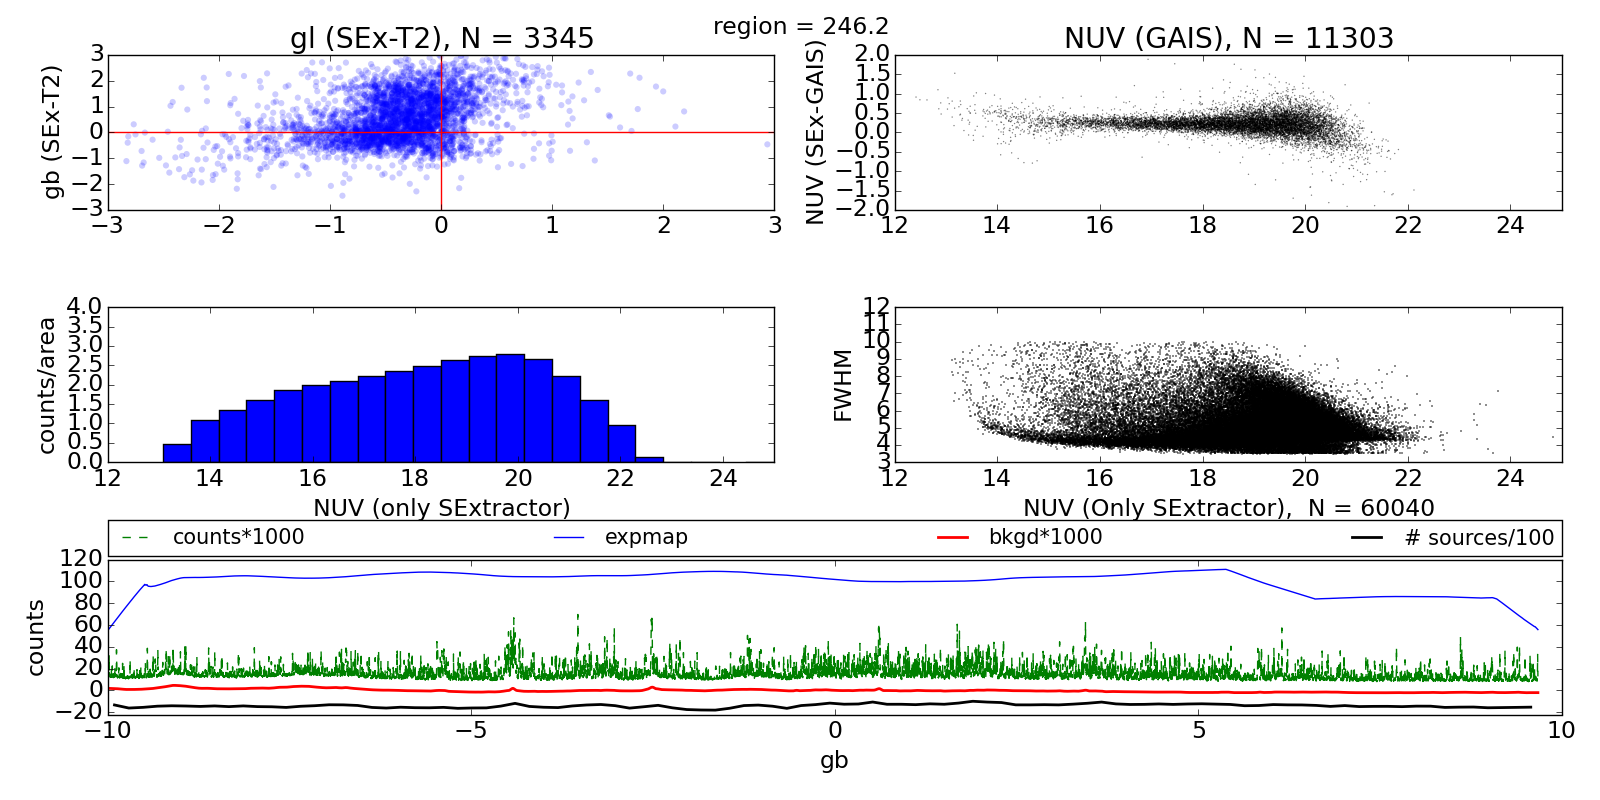 region = 246.2
gl (SEx-T2), N = 3345
gb (SEx-T2)
3
2
1
0
−1
−2
−3
−3 −2 −1 0 1 2 3
NUV (GAIS), N = 11303
NUV (SEx-GAIS)
2.0
1.5
1.0
0.5
0.0
−0.5
−1.0
−1.5
−2.0
12 14 16 18 20 22 24
counts/area
4.0
3.5
3.0
2.5
2.0
1.5
1.0
0.5
0.0
12 14 16 18 20 22 24
NUV (only SExtractor)
FWHM
12
11
10
9
8
7
6
5
4
3
12 14 16 18 20 22 24
NUV (Only SExtractor), N = 60040
counts*1000 expmap bkgd*1000 # sources/100
counts
120
100
80
60
40
20
0
−20
−10 −5 0 5 10
gb